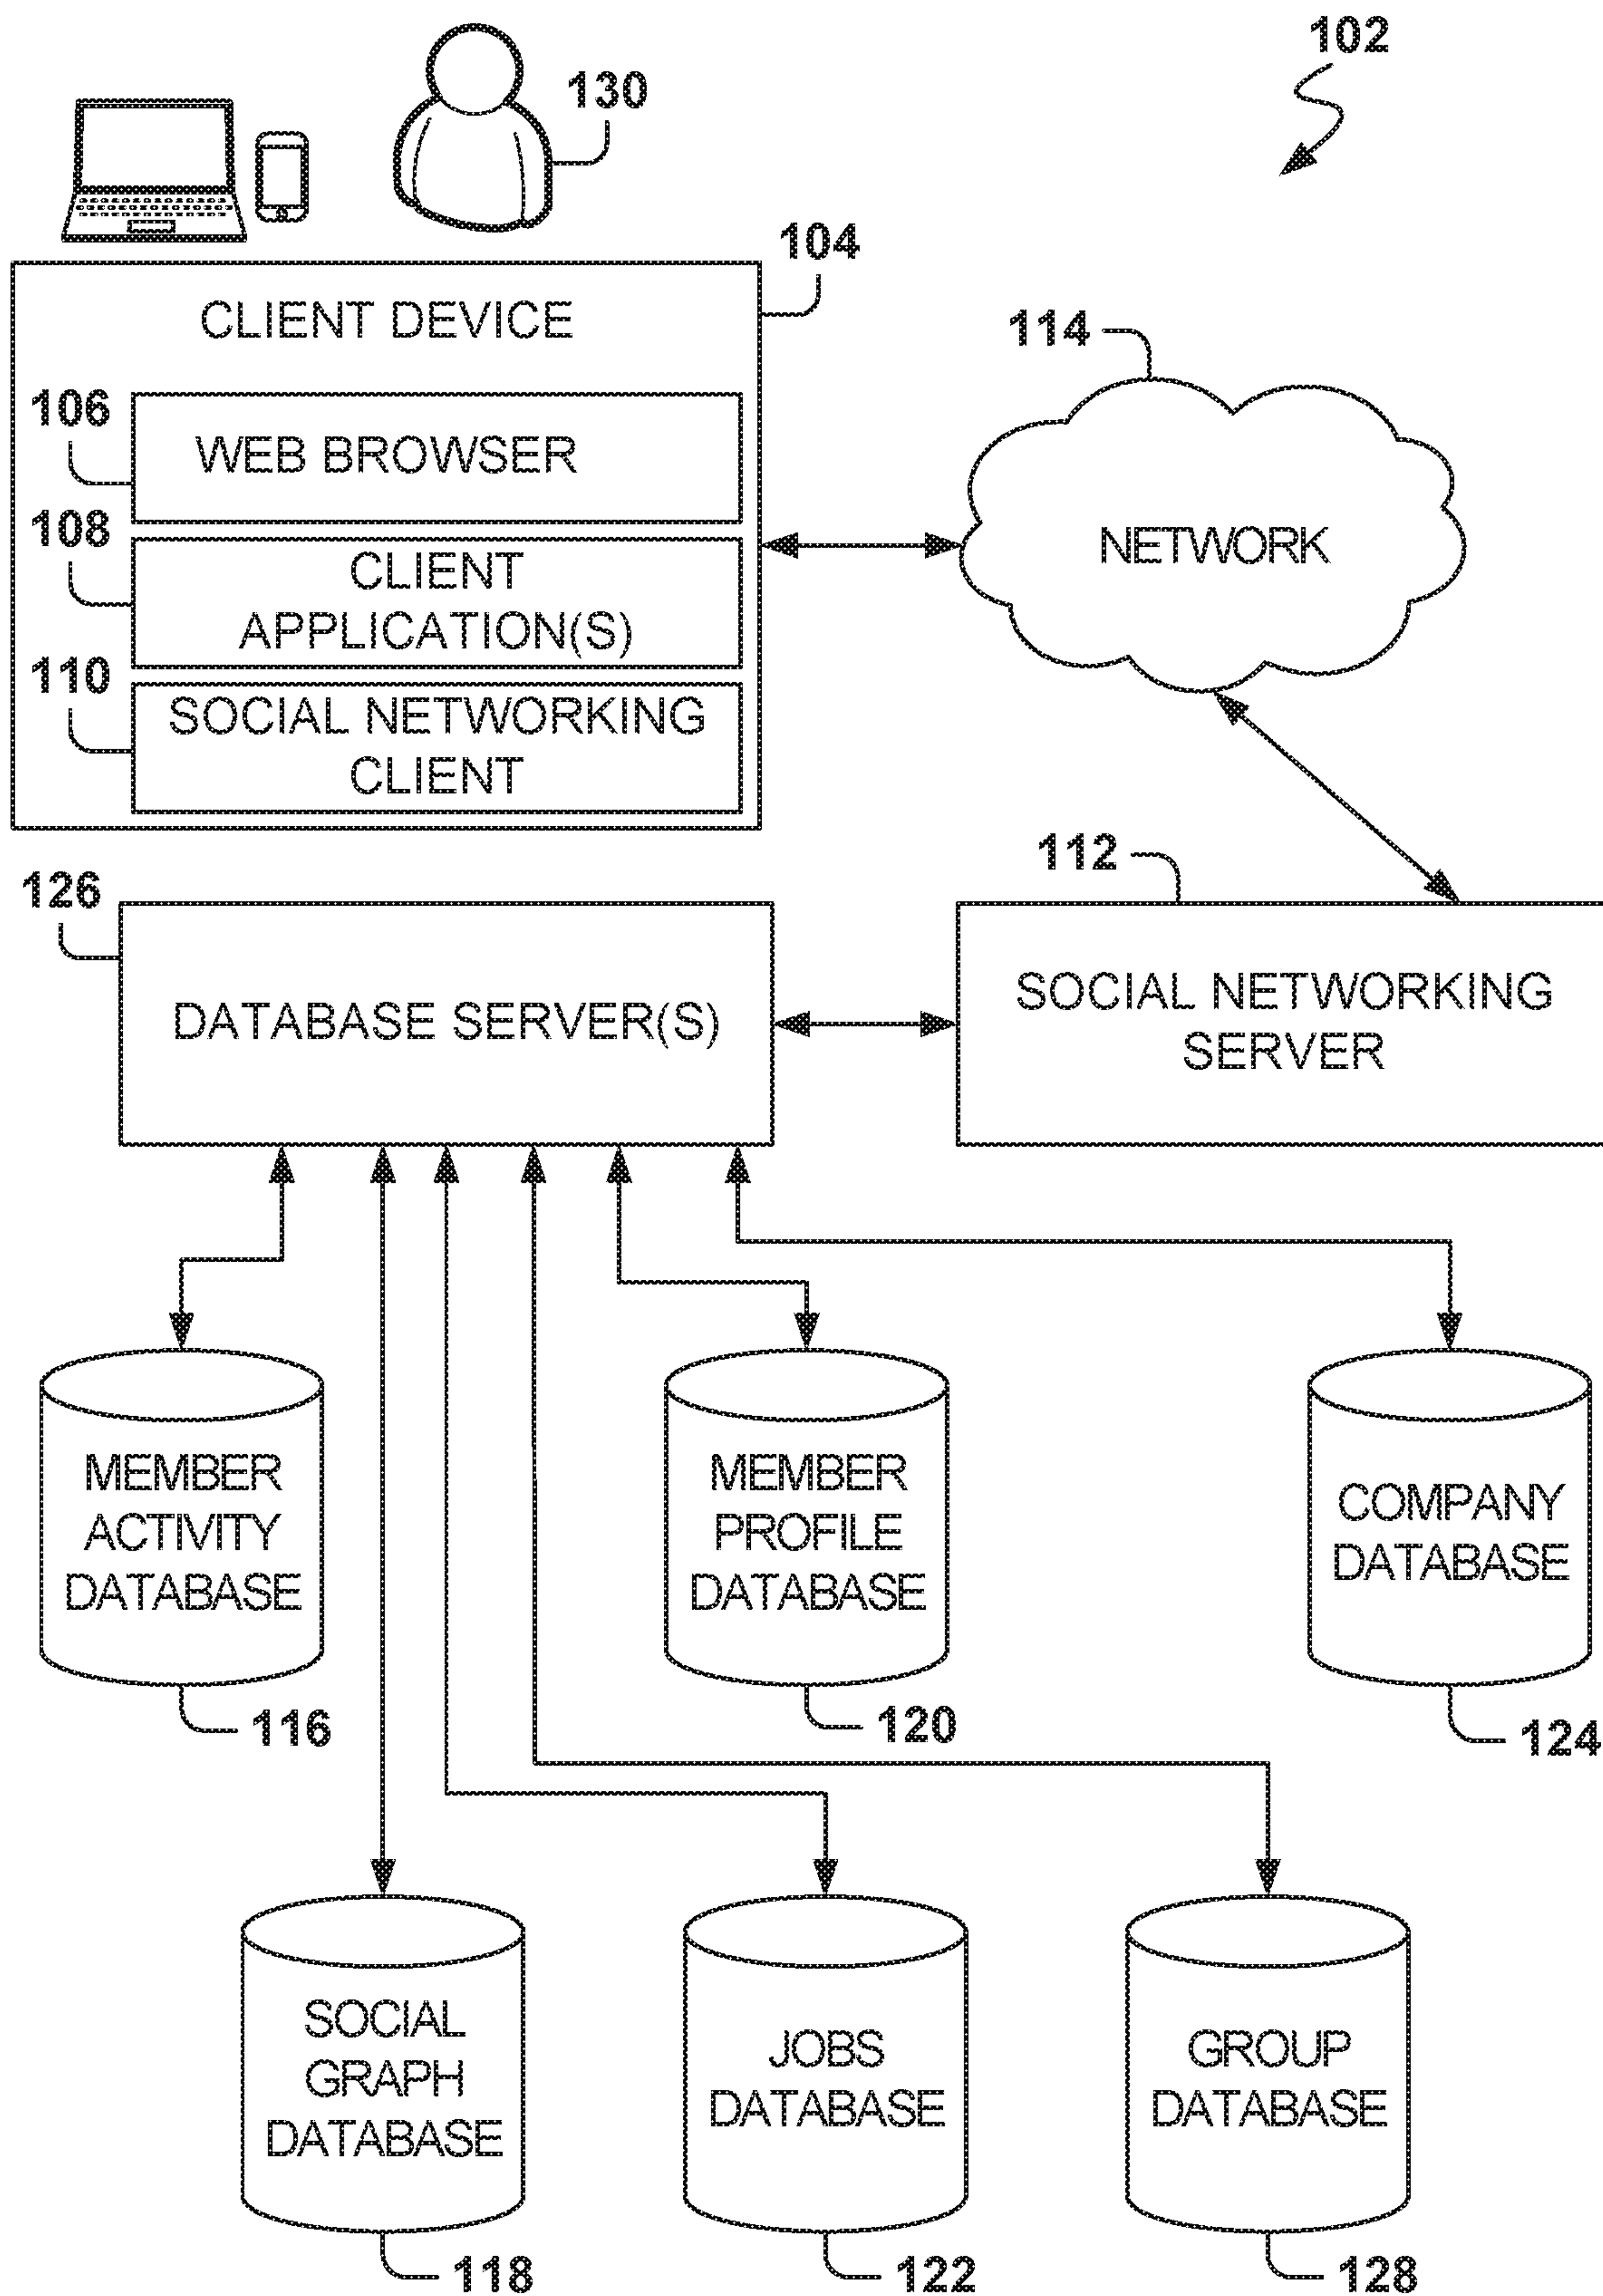 102
130
104
CLIENT DEVICE
106
WEB BROWSER
108
CLIENT
APPLICATION(S)
110
SOCIAL NETWORKING
CLIENT
114
NETWORK
112
SOCIAL NETWORKING
SERVER
126
DATABASE SERVER(S)
MEMBER
ACTIVITY
DATABASE
116
MEMBER
PROFILE
DATABASE
120
COMPANY
DATABASE
124
SOCIAL
GRAPH
DATABASE
118
JOBS
DATABASE
122
GROUP
DATABASE
128